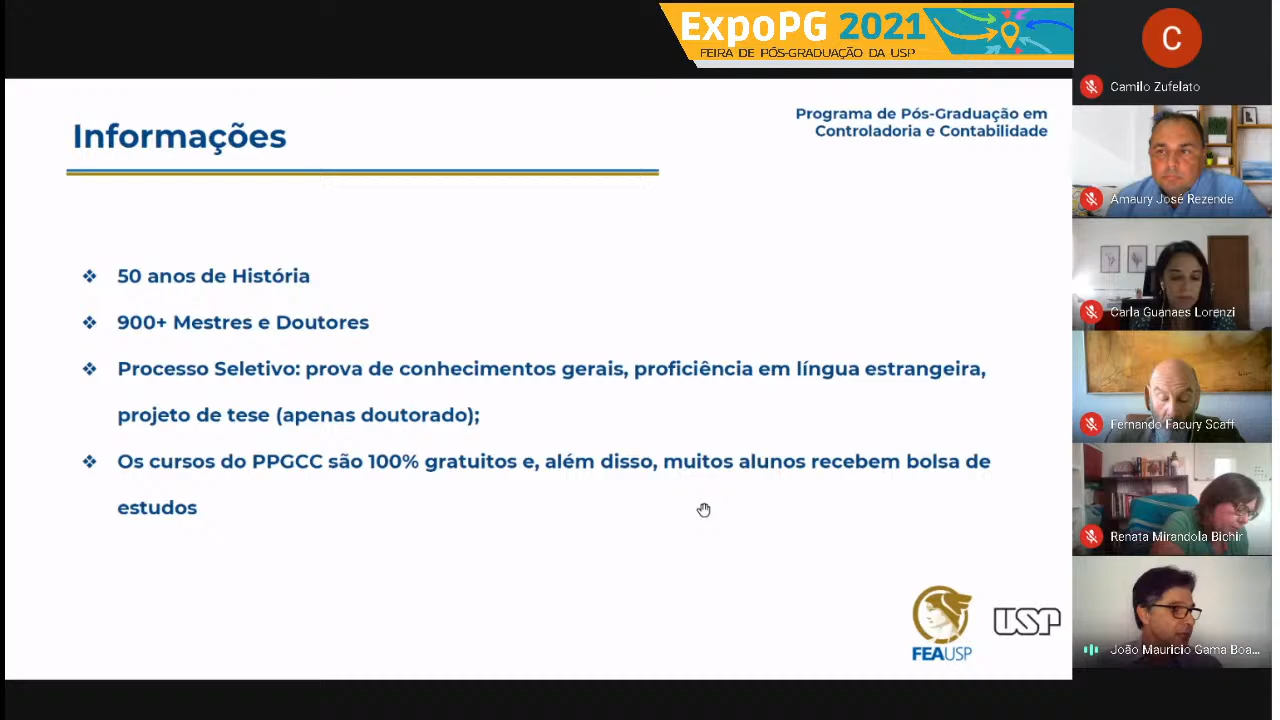 ExpoPG 2021
FEIRA DE PÓS-GRADUAÇÃO DA USP
Informações
Programa de Pós-Graduação em
Controladoria e Contabilidade
❖ 50 anos de História
❖ 900+ Mestres e Doutores
❖ Processo Seletivo: prova de conhecimentos gerais, proficiência em língua estrangeira,
projeto de tese (apenas doutorado);
❖ Os cursos do PPGCC são 100% gratuitos e, além disso, muitos alunos recebem bolsa de
estudos
FEAUSP
USP
C
Camilo Zufelato
Amaury José Rezende
Carla Guanaes Lorenzi
Fernando Facury Scaff
Renata Mirandola Bichir
João Mauricio Gama Boa...